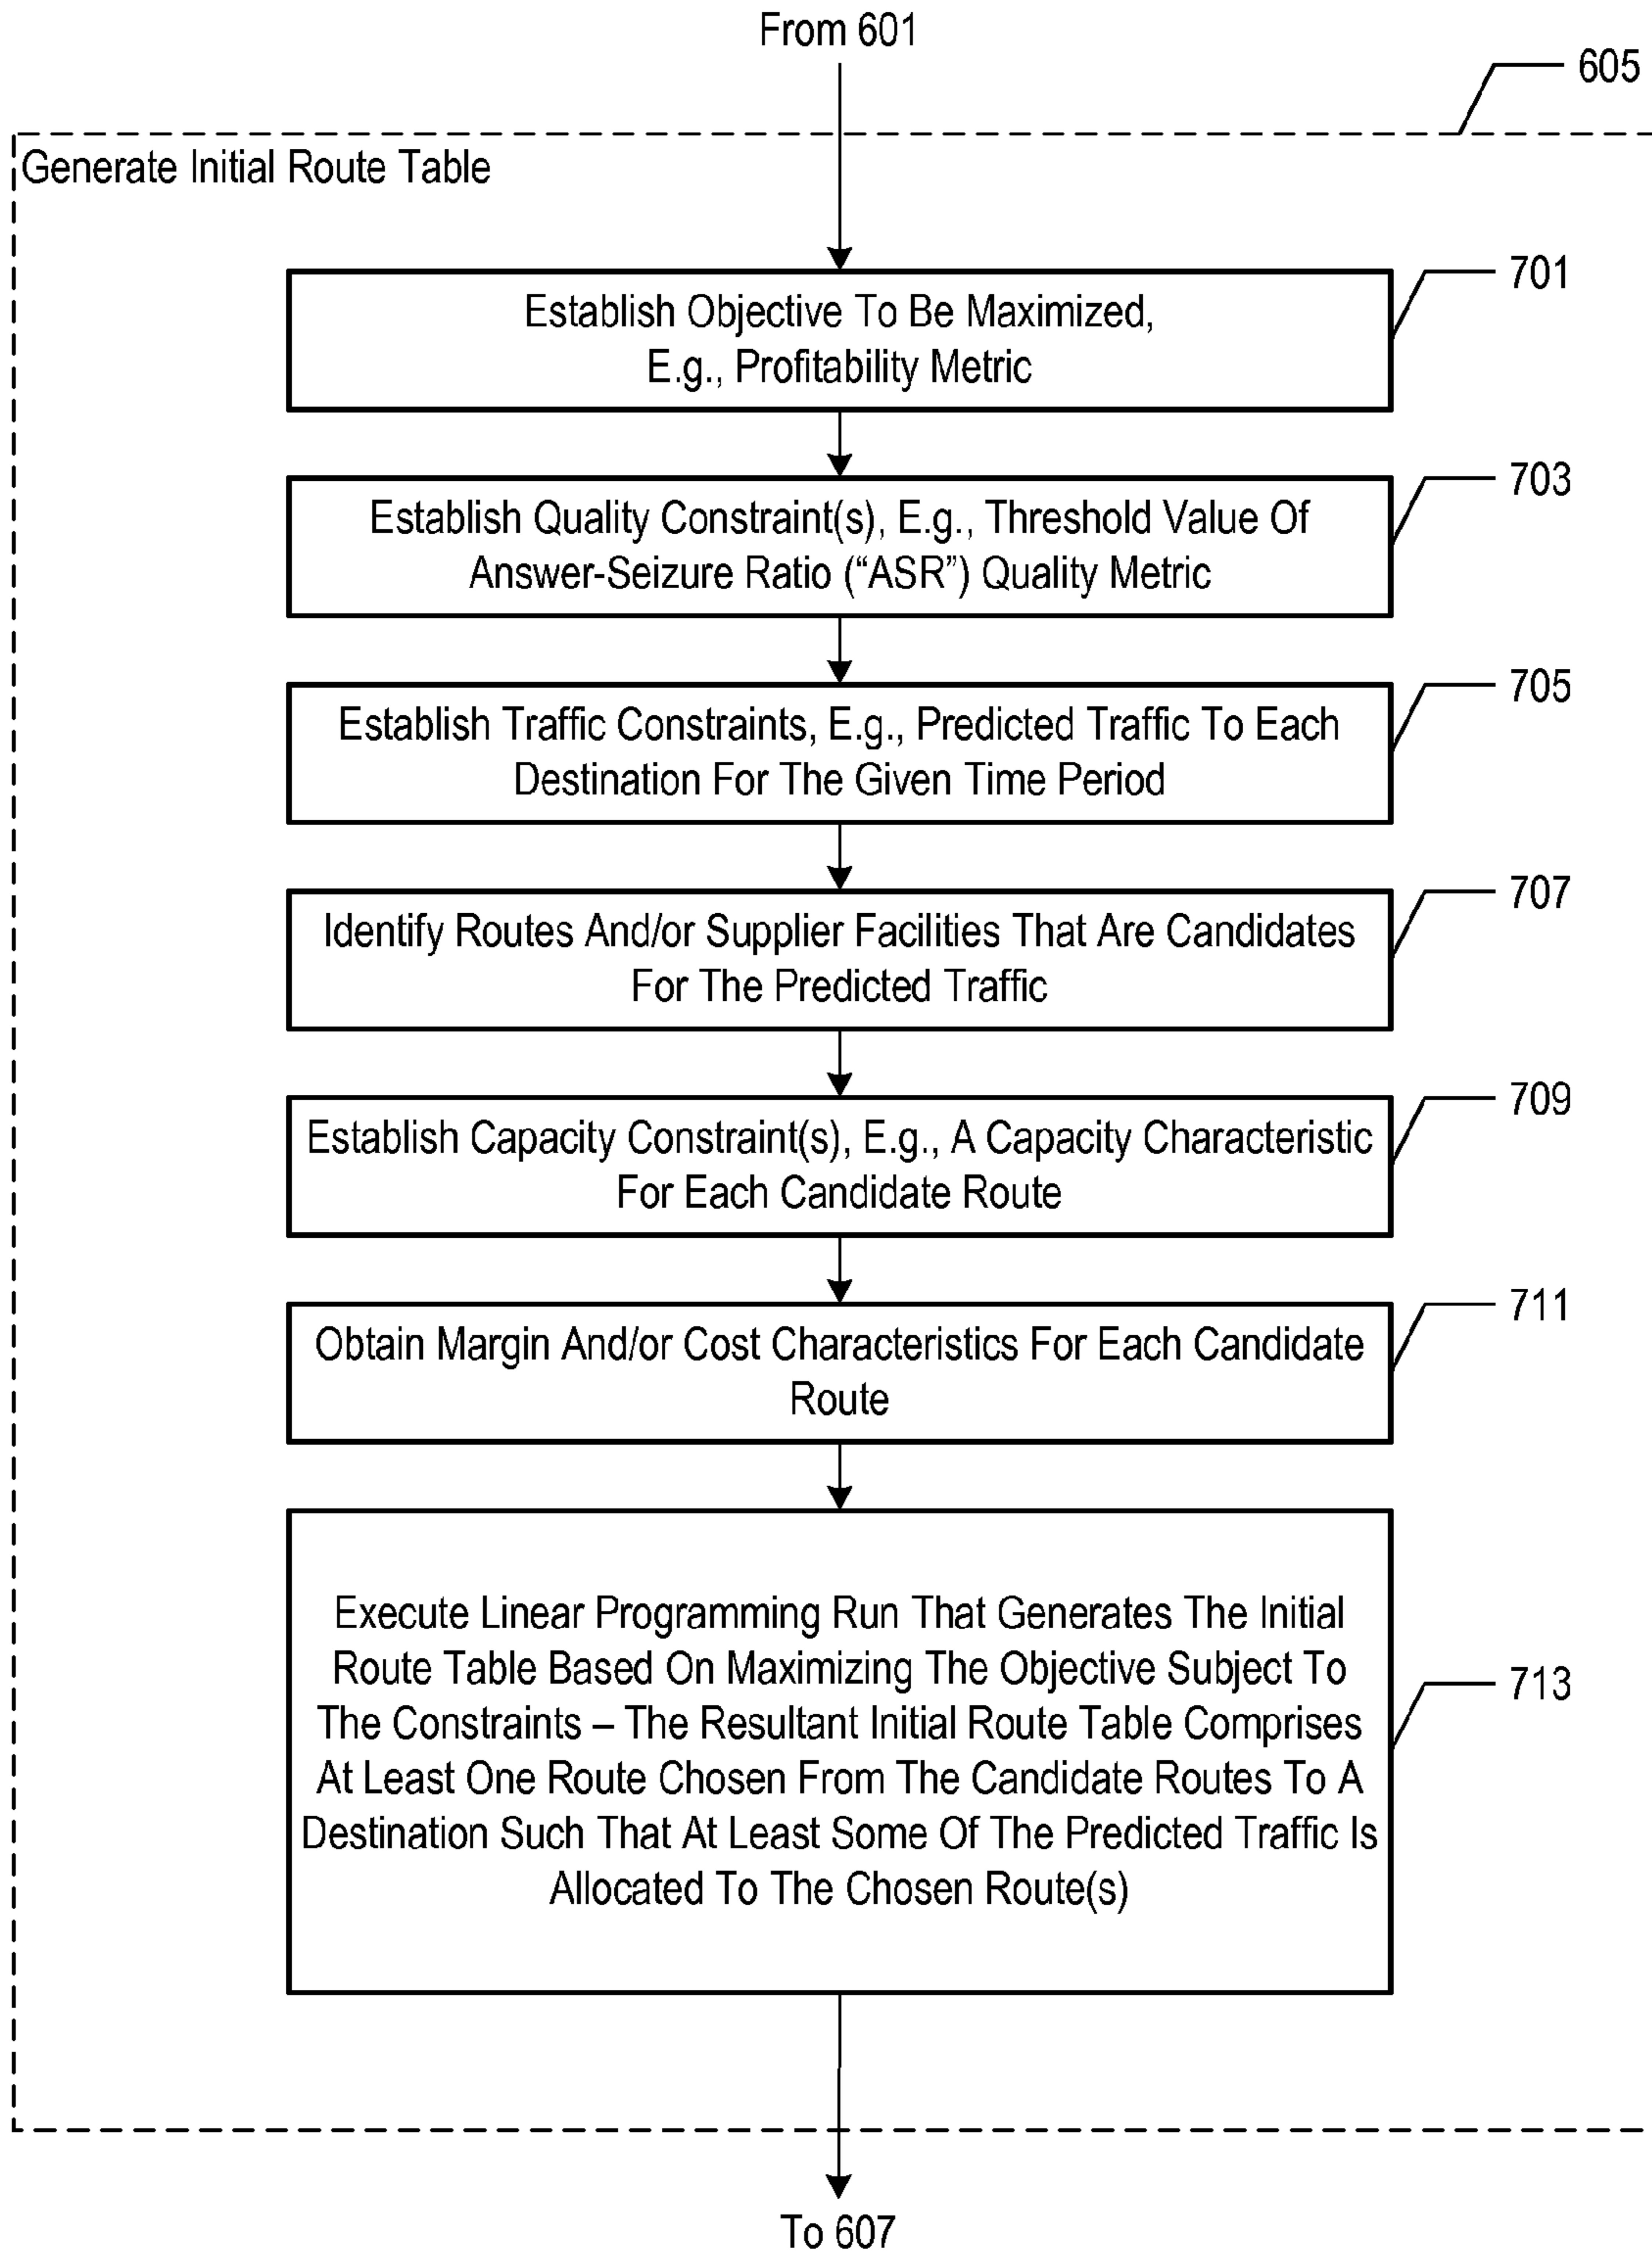 From 601
605
Generate Initial Route Table
701
Establish Objective To Be Maximized,
E.g., Profitability Metric
703
Establish Quality Constraint(s), E.g., Threshold Value Of
Answer-Seizure Ratio (“ASR”) Quality Metric
705
Establish Traffic Constraints, E.g., Predicted Traffic To Each
Destination For The Given Time Period
707
Identify Routes And/or Supplier Facilities That Are Candidates
For The Predicted Traffic
709
Establish Capacity Constraint(s), E.g., A Capacity Characteristic
For Each Candidate Route
711
Obtain Margin And/or Cost Characteristics For Each Candidate
Route
Execute Linear Programming Run That Generates The Initial
Route Table Based On Maximizing The Objective Subject To
713
The Constraints – The Resultant Initial Route Table Comprises
At Least One Route Chosen From The Candidate Routes To A
Destination Such That At Least Some Of The Predicted Traffic Is
Allocated To The Chosen Route(s)
To 607